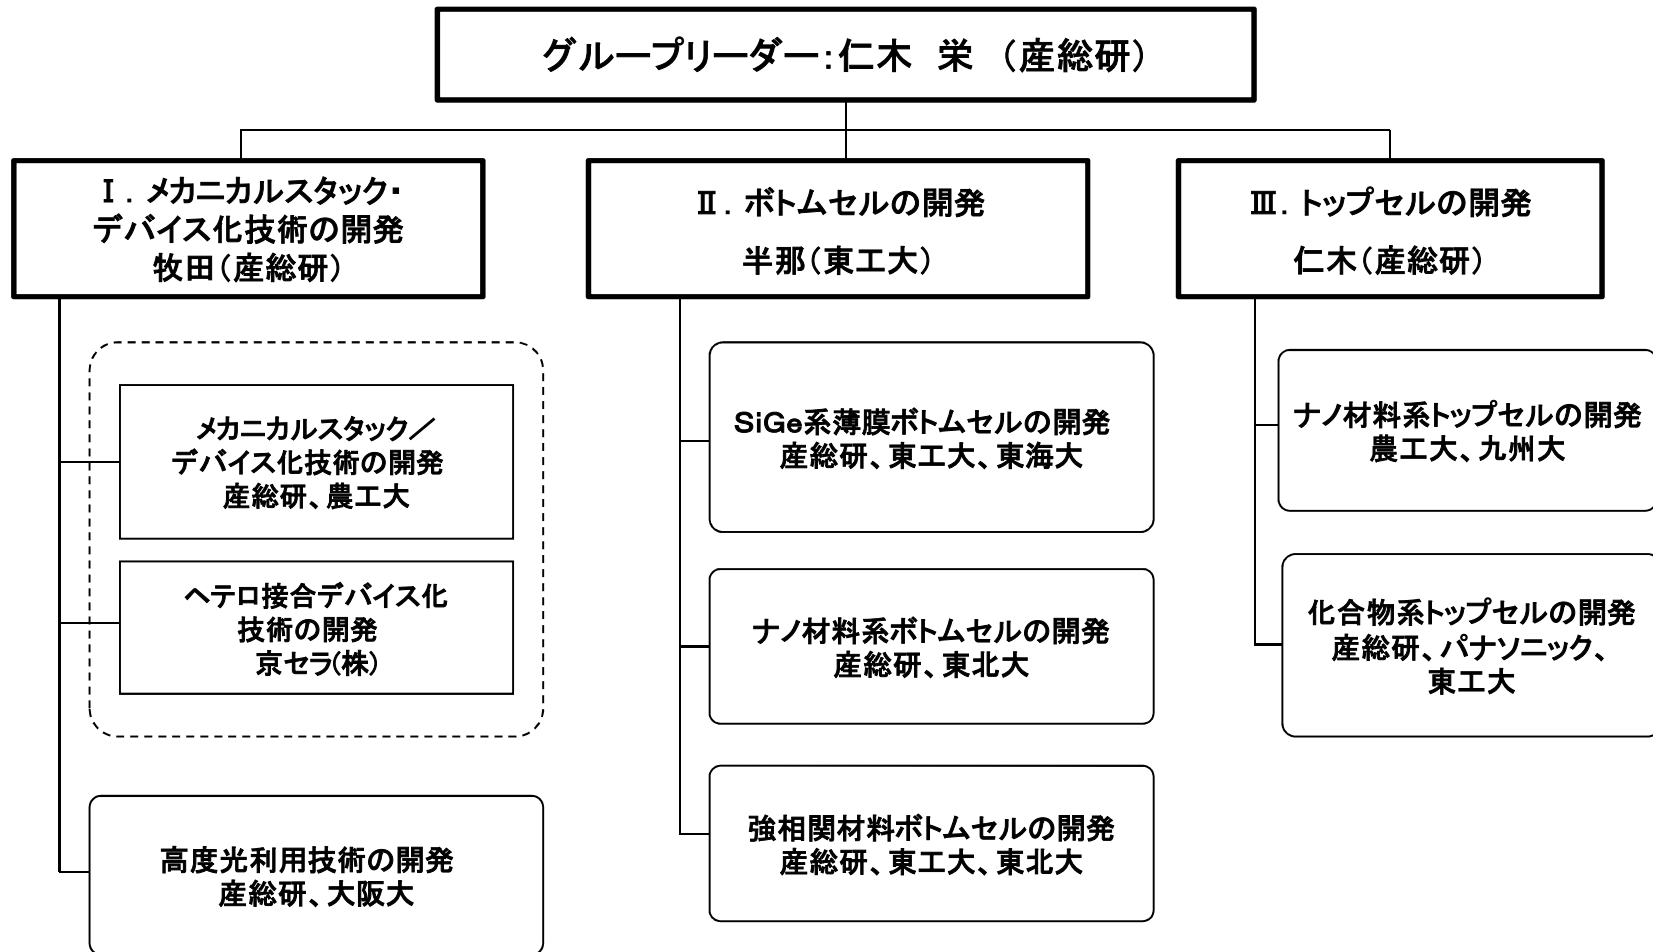 グループリーダー：仁木　栄　（産総研）
Ⅰ．メカニカルスタック・
デバイス化技術の開発
牧田（産総研）
メカニカルスタック／
デバイス化技術の開発
産総研、農工大
ヘテロ接合デバイス化
技術の開発
京セラ(株)
高度光利用技術の開発
産総研、大阪大
Ⅱ．ボトムセルの開発
半那（東工大）
SiGe系薄膜ボトムセルの開発
産総研、東工大、東海大
ナノ材料系ボトムセルの開発
産総研、東北大
強相関材料ボトムセルの開発
産総研、東工大、東北大
Ⅲ．トップセルの開発
仁木（産総研）
ナノ材料系トップセルの開発
農工大、九州大
化合物系トップセルの開発
産総研、パナソニック、
東工大